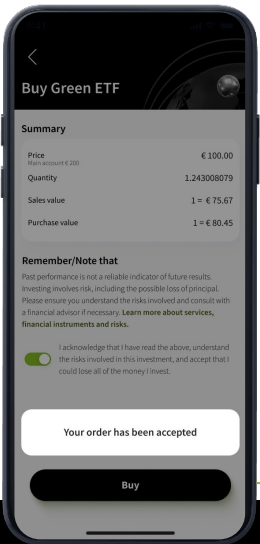 Buy Green ETF
Summary
Price € 100.00
Main account € 200
Quantity 1.243008079
Sales value 1 = € 75.67
Purchase value 1 = € 80.45
Remember/Note that
Past performance is not a reliable indicator of future results.
Investing involves risk, including the possible loss of principal.
Please ensure you understand the risks involved and consult with
a financial advisor if necessary. Learn more about services,
financial instruments and risks.
I acknowledge that I have read the above, understand
the risks involved in this investment, and accept that I
could lose all of the money I invest.
Your order has been accepted
Buy